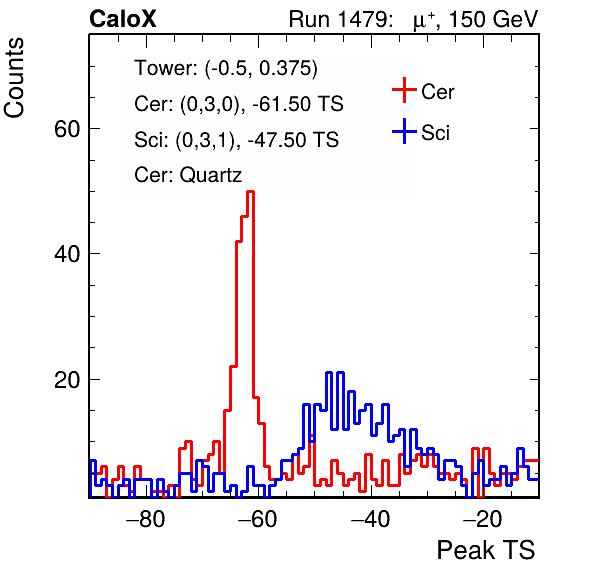 CaloX Run 1479: μ⁺, 150 GeV
Counts
Tower: (-0.5, 0.375)
Cer: (0,3,0), -61.50 TS
Sci: (0,3,1), -47.50 TS
Cer: Quartz
Cer
Sci
60
40
20
−80 −60 −40 −20
Peak TS